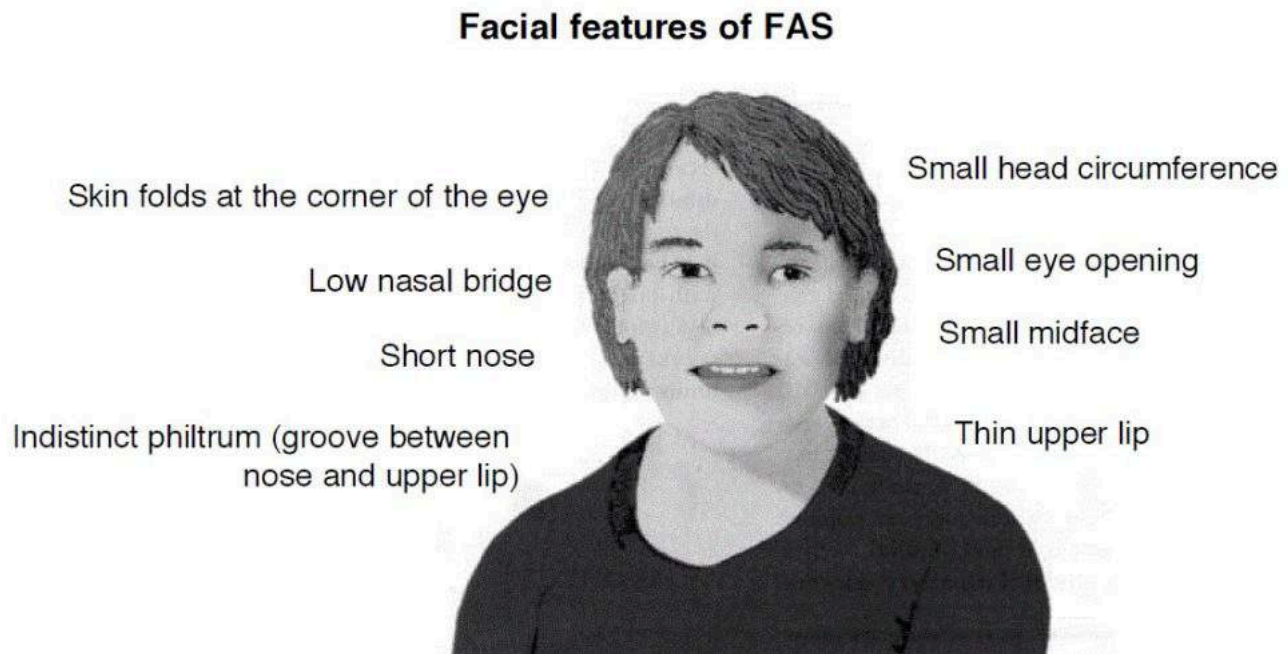 Facial features of FAS
Skin folds at the corner of the eye
Low nasal bridge
Short nose
Indistinct philtrum (groove between
nose and upper lip)
Small head circumference
Small eye opening
Small midface
Thin upper lip